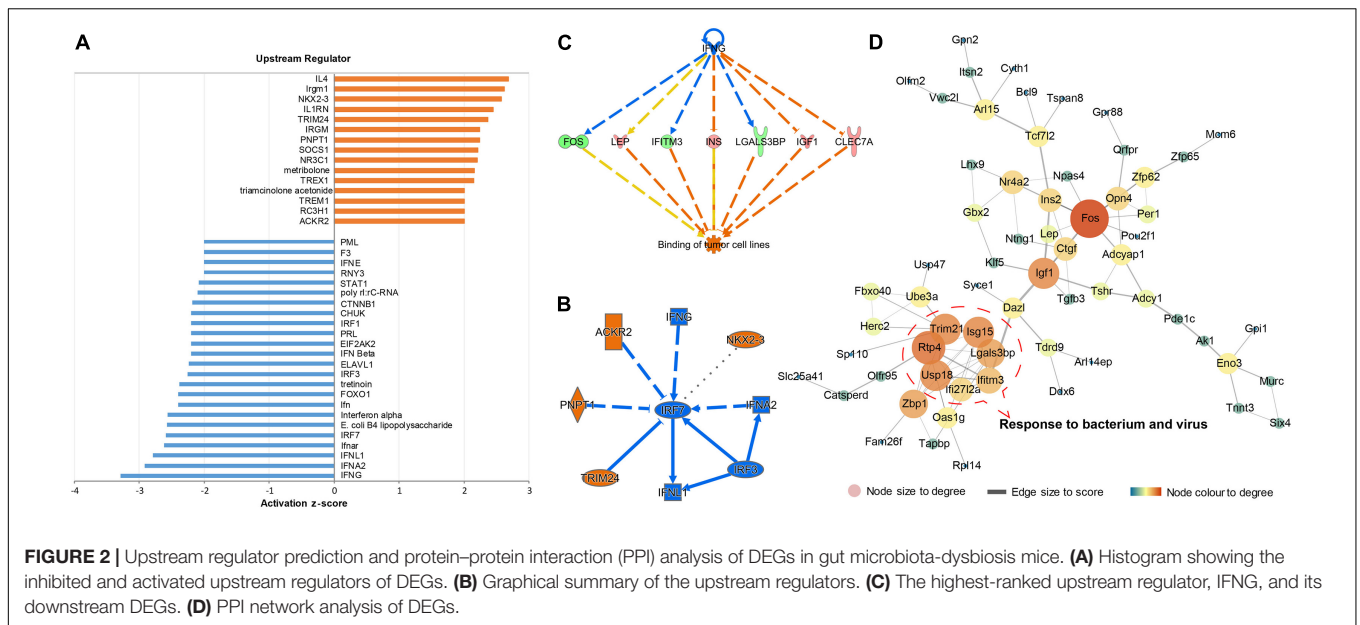 A
Upstream Regulator
IL4
Irgm1
NKX2-3
IL1RN
TRIM24
IRGM
PNPT1
SOCS1
NR3C1
metribolone
TREX1
triamcinolone acetonide
TREM1
RC3H1
ACKR2
PML
F3
IFNE
RNY3
STAT1
poly rI:rC-RNA
CTNNB1
CHUK
IRF1
PRL
EIF2AK2
IFN Beta
ELAVL1
IRF3
tretinoin
FOXO1
Ifn
Interferon alpha
E. coli B4 lipopolysaccharide
IRF7
Ifnar
IFNL1
IFNA2
IFNG
-4 -3 -2 -1 0 1 2 3
Activation z-score
C
IFNG
FOS LEP IFITM3 INS LGALS3BP IGF1 CLEC7A
Binding of tumor cell lines
B
IFNG
ACKR2
NKX2-3
PNPT1
IRF7
IFNA2
TRIM24
IRF3
IFNL1
D
Gpn2
Itsn2
Cyth1
Olfm2
Vwc2l
Arl15
Bcl9
Tspan8
Tcf7l2
Gpr88
Qrfpr
Mcm6
Zfp65
Zfp62
Lhx9
Nr4a2
Npas4
Ins2
Opn4
Gbx2
Fos
Per1
Lep
Pou2f1
Ntng1
Ctgf
Adcyap1
Klf5
Igf1
Usp47
Syce1
Tgfb3
Tshr
Adcy1
Fbxo40
Ube3a
Dazl
Pde1c
Herc2
Trim21
Isg15
Ak1
Gpi1
Sp110
Rtp4
Lgals3bp
Tdrd9
Arl14ep
Eno3
Slc25a41
Olfr95
Usp18
Ifitm3
Ddx6
Murc
Catsperd
Ifi27l2a
Tnnt3
Six4
Zbp1
Oas1g
Response to bacterium and virus
Fam26f
Tapbp
Rpl14
Node size to degree
Edge size to score
Node colour to degree
FIGURE 2 | Upstream regulator prediction and protein–protein interaction (PPI) analysis of DEGs in gut microbiota-dysbiosis mice. (A) Histogram showing the
inhibited and activated upstream regulators of DEGs. (B) Graphical summary of the upstream regulators. (C) The highest-ranked upstream regulator, IFNG, and its
downstream DEGs. (D) PPI network analysis of DEGs.